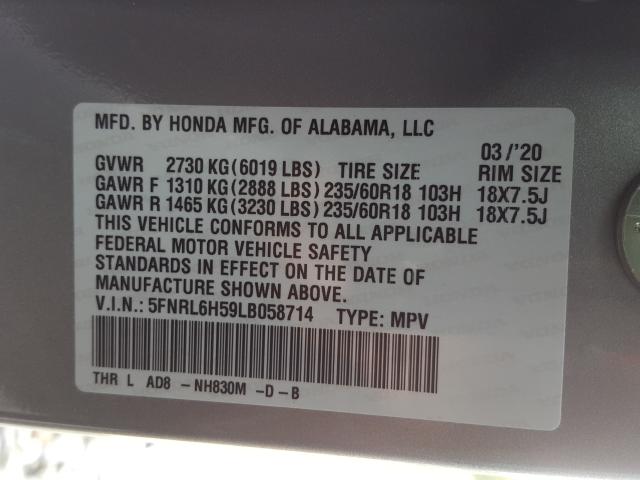 MFD. BY HONDA MFG. OF ALABAMA, LLC
03/'20
GVWR 2730 KG (6019 LBS) TIRE SIZE RIM SIZE
GAWR F 1310 KG (2888 LBS) 235/60R18 103H 18X7.5J
GAWR R 1465 KG (3230 LBS) 235/60R18 103H 18X7.5J
THIS VEHICLE CONFORMS TO ALL APPLICABLE
FEDERAL MOTOR VEHICLE SAFETY
STANDARDS IN EFFECT ON THE DATE OF
MANUFACTURE SHOWN ABOVE.
V.I.N.: 5FNRL6H59LB058714 TYPE: MPV
THR L AD8 -NH830M -D-B